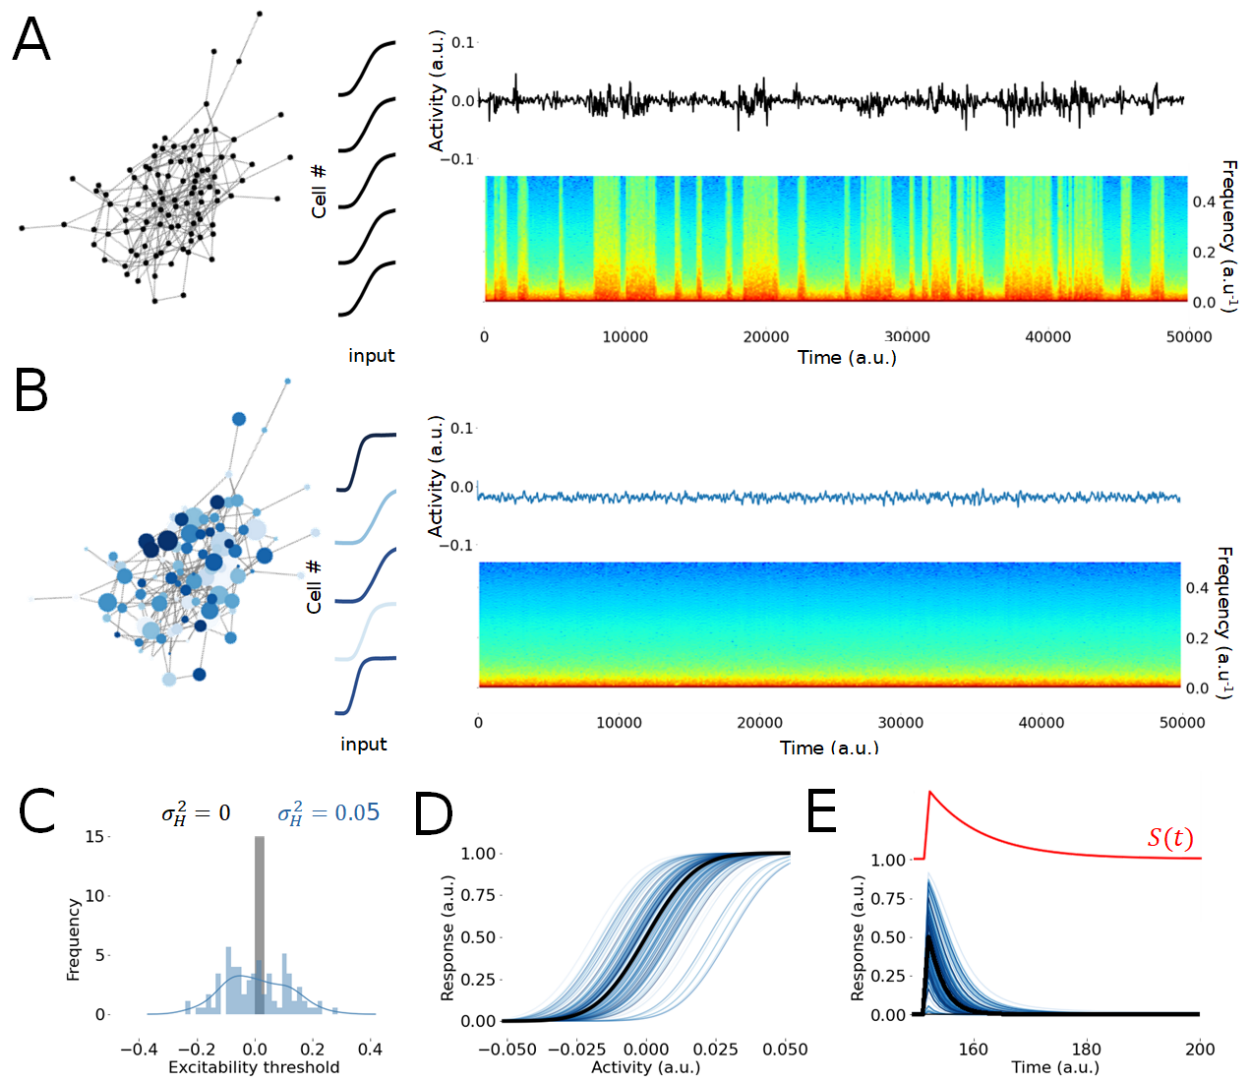 A
Cell #
input
Activity (a.u.)
0.1
0.0
−0.1
Frequency (a.u⁻¹)
0.4
0.2
0.0
0 10000 20000 30000 40000 50000
Time (a.u.)
B
Cell #
input
Activity (a.u.)
0.1
0.0
−0.1
Frequency (a.u⁻¹)
0.4
0.2
0.0
0 10000 20000 30000 40000 50000
Time (a.u.)
C
σ²_H = 0 σ²_H = 0.05
Frequency
15
10
5
0
−0.4 −0.2 0.0 0.2 0.4
Excitability threshold
D
Response (a.u.)
1.00
0.75
0.50
0.25
0.00
−0.050 −0.025 0.000 0.025 0.050
Activity (a.u.)
E
S(t)
Response (a.u.)
1.00
0.75
0.50
0.25
0.00
160 180 200
Time (a.u.)